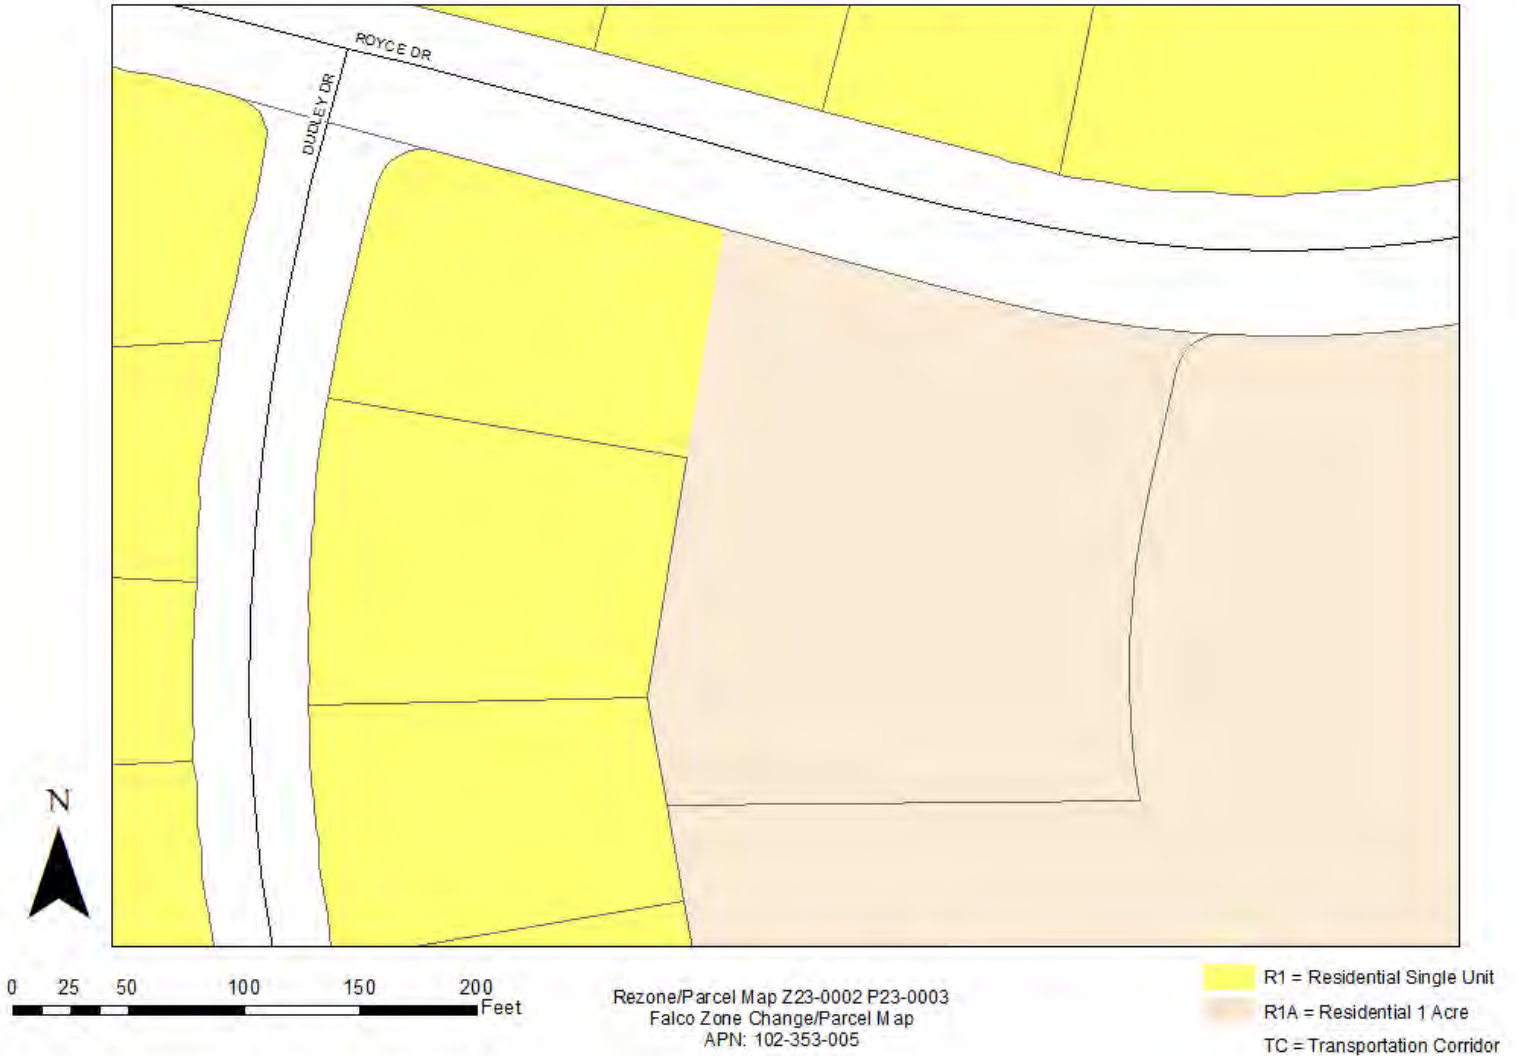 ROYCE DR
DUDLEY DR
N
0 25 50 100 150 200
Feet
Rezone/Parcel Map Z23-0002 P23-0003
Falco Zone Change/Parcel Map
APN: 102-353-005
R1 = Residential Single Unit
R1A = Residential 1 Acre
TC = Transportation Corridor